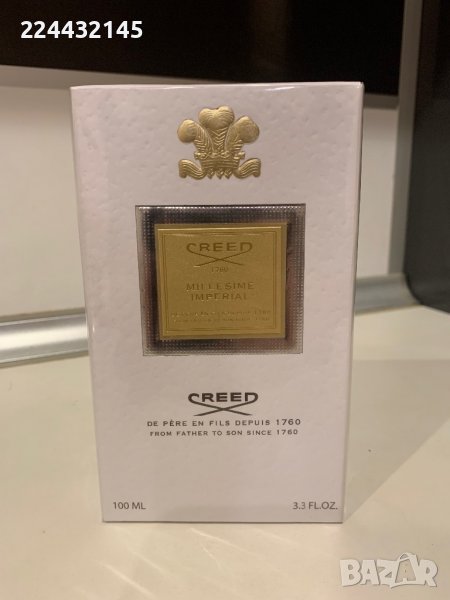 224432145
CREED
1760
MILLESIME
IMPERIAL
CREED
DE PÈRE EN FILS DEPUIS 1760
FROM FATHER TO SON SINCE 1760
100 ML
3.3 FL.OZ.
BAZAR